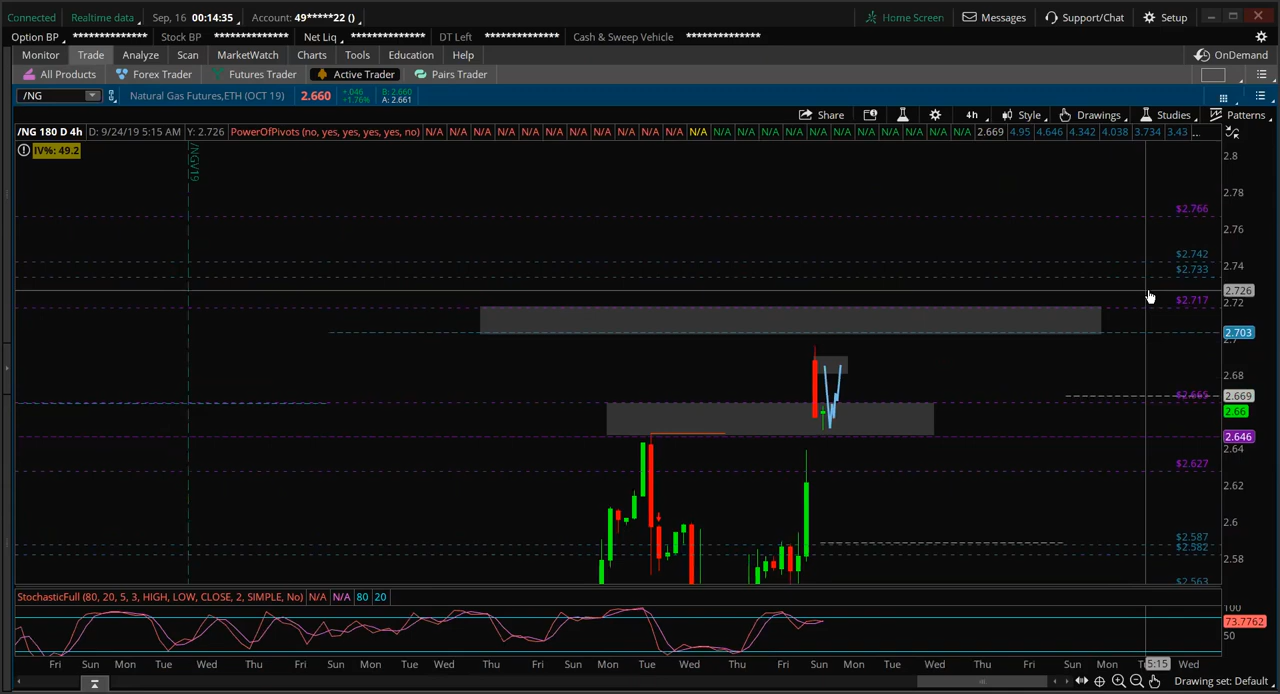 Connected Realtime data Sep, 16 00:14:35 Account: 49*****22 () Home Screen Messages Support/Chat Setup
Option BP ************** Stock BP ************** Net Liq ************** DT Left ************** Cash & Sweep Vehicle **************
Monitor Trade Analyze Scan MarketWatch Charts Tools Education Help OnDemand
All Products Forex Trader Futures Trader Active Trader Pairs Trader
/NG Natural Gas Futures,ETH (OCT 19) 2.660 +.046 +1.76% B: 2.660 A: 2.661
Share 4h Style Drawings Studies Patterns
/NG 180 D 4h D: 9/24/19 5:15 AM Y: 2.726 PowerOfPivots (no, yes, yes, yes, yes, no) N/A N/A N/A N/A N/A N/A N/A N/A N/A N/A N/A N/A N/A N/A N/A N/A N/A N/A N/A N/A N/A N/A 2.669 4.95 4.646 4.342 4.038 3.734 3.43 ...
IV%: 49.2
/NGV19
2.8
2.78
$2.766
2.76
$2.742
2.74
$2.733
2.726
2.72
$2.717
2.703
2.68
2.669
2.66
2.646
2.64
$2.627
2.62
2.6
$2.587
$2.582
2.58
$2.563
StochasticFull (80, 20, 5, 3, HIGH, LOW, CLOSE, 2, SIMPLE, No) N/A N/A 80 20
100
73.7762
50
Fri Sun Mon Tue Wed Thu Fri Sun Mon Tue Wed Thu Fri Sun Mon Tue Wed Thu Fri Sun Mon Tue Wed Thu Fri Sun Mon 5:15 Wed
Drawing set: Default